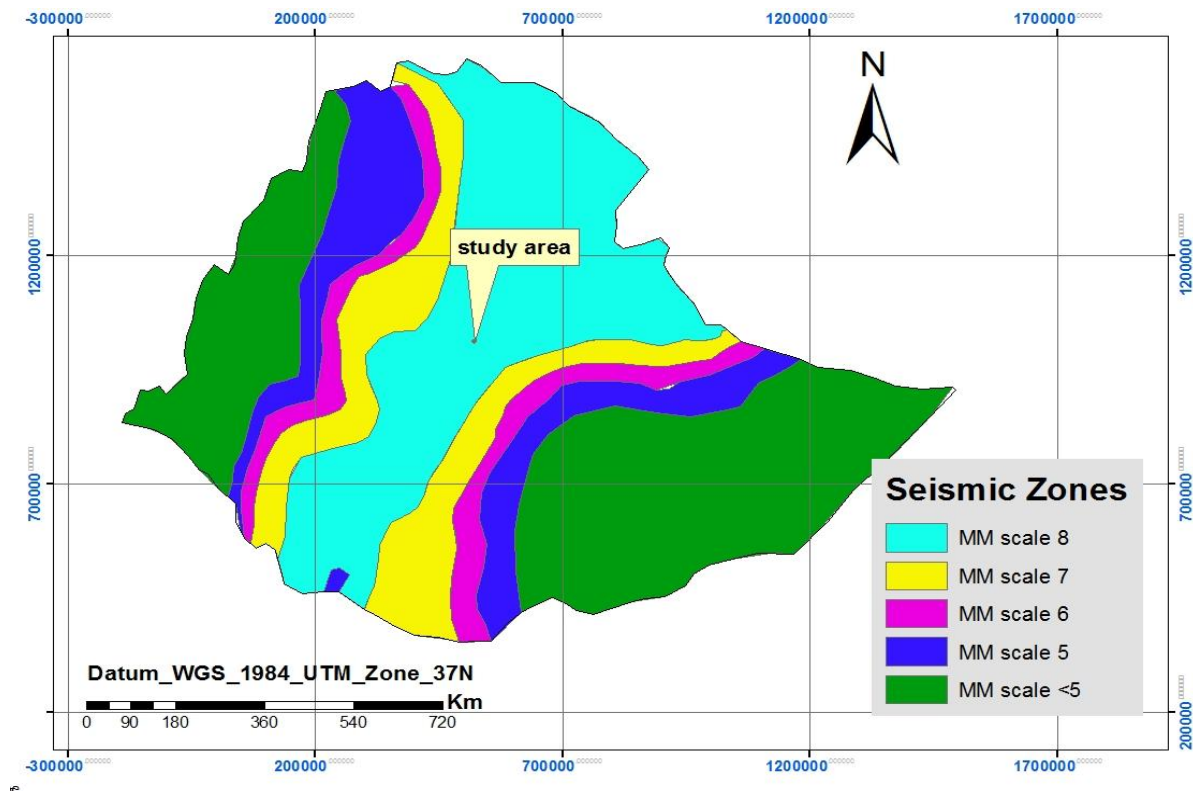 -300000 200000 700000 1200000 1700000
N
study area
1200000 1200000
700000 700000
Seismic Zones
MM scale 8
MM scale 7
MM scale 6
MM scale 5
MM scale <5
Datum_WGS_1984_UTM_Zone_37N
Km
0 90 180 360 540 720
200000
-300000 200000 700000 1200000 1700000